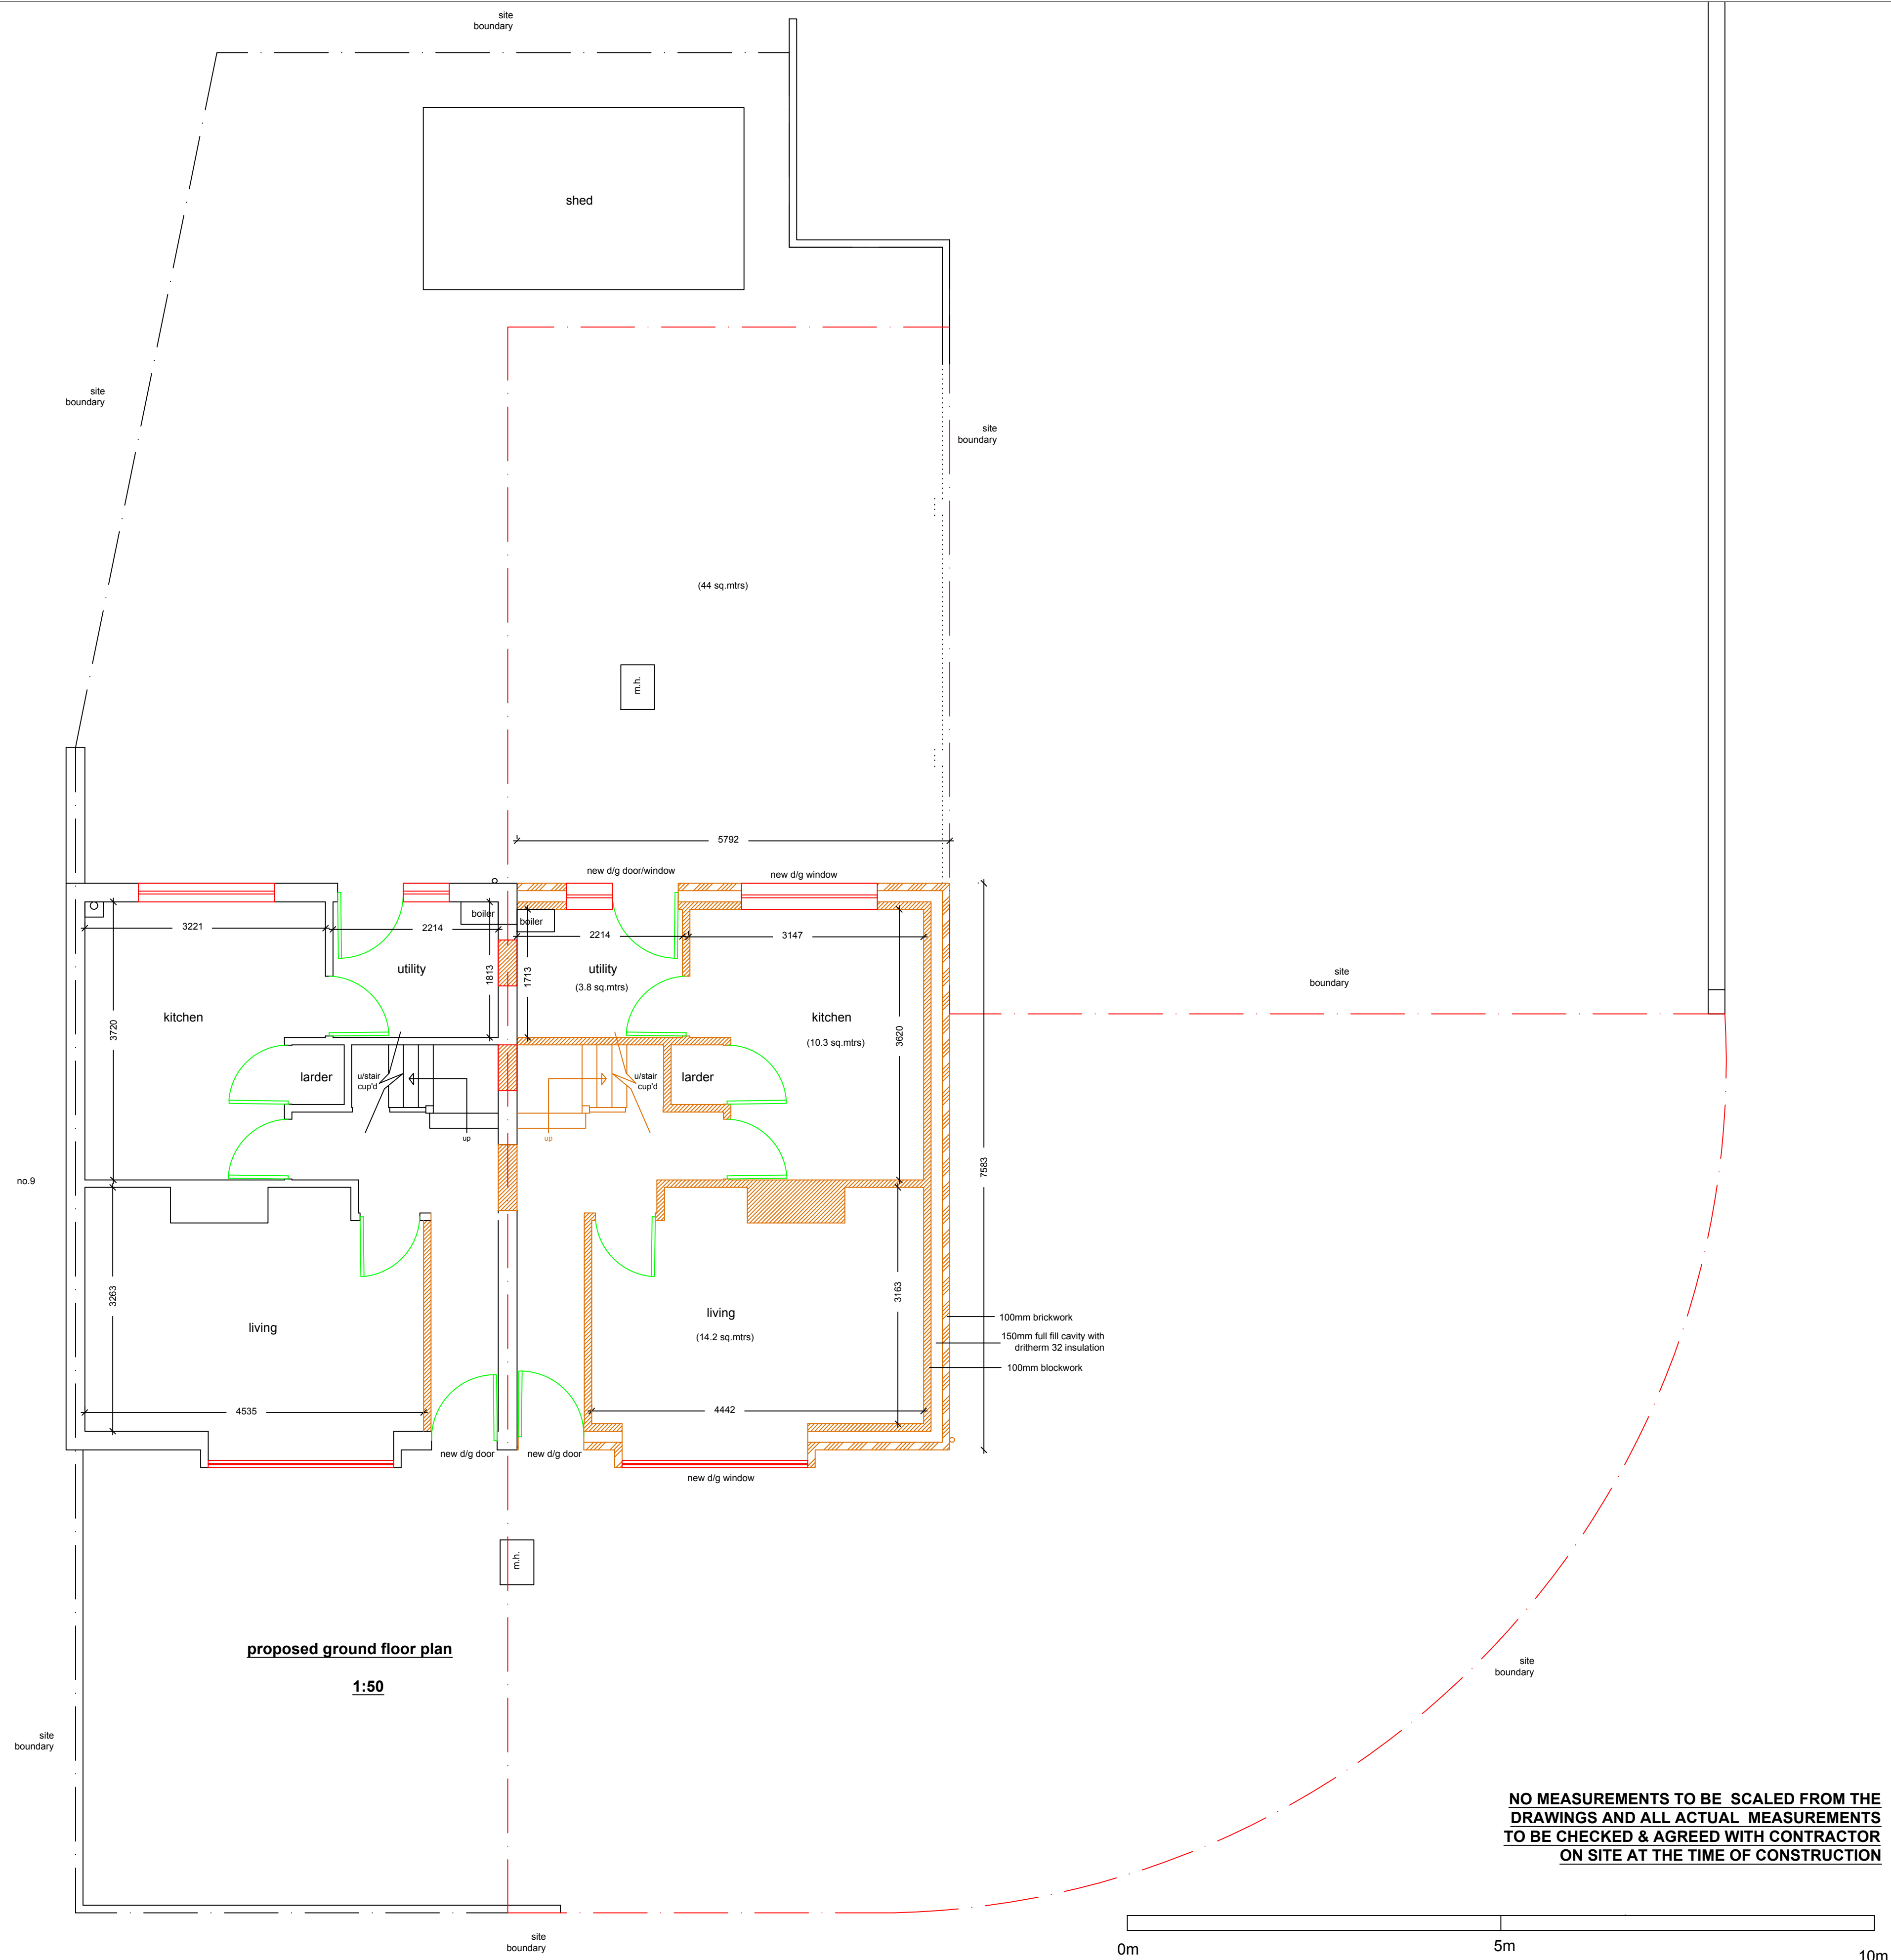 site
boundary
shed
site
boundary
site
boundary
(44 sq.mtrs)
m.h.
5792
new d/g door/window
new d/g window
boiler
boiler
3221
2214
2214
3147
utility
1813
1713
utility
(3.8 sq.mtrs)
site
boundary
kitchen
3720
kitchen
(10.3 sq.mtrs)
3620
larder
u/stair
cup'd
u/stair
cup'd
larder
up
up
no.9
7583
3263
living
living
(14.2 sq.mtrs)
3163
100mm brickwork
150mm full fill cavity with
dritherm 32 insulation
100mm blockwork
4535
4442
new d/g door
new d/g door
new d/g window
m.h.
proposed ground floor plan
1:50
site
boundary
site
boundary
NO MEASUREMENTS TO BE SCALED FROM THE
DRAWINGS AND ALL ACTUAL MEASUREMENTS
TO BE CHECKED & AGREED WITH CONTRACTOR
ON SITE AT THE TIME OF CONSTRUCTION
site
boundary
0m
5m
10m